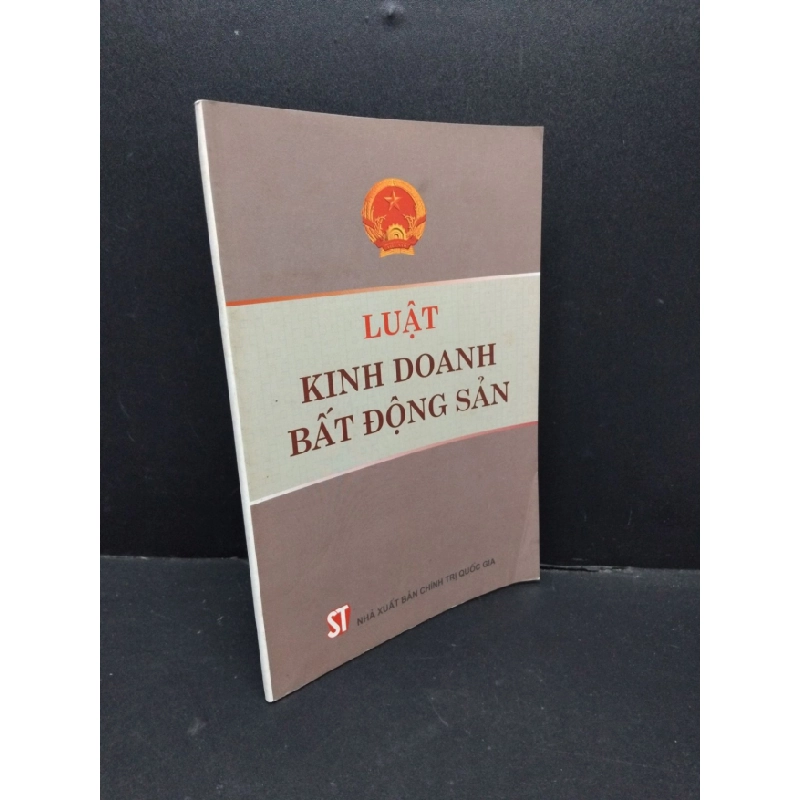 LUẬT
KINH DOANH
BẤT ĐỘNG SẢN
ST NHÀ XUẤT BẢN CHÍNH TRỊ QUỐC GIA